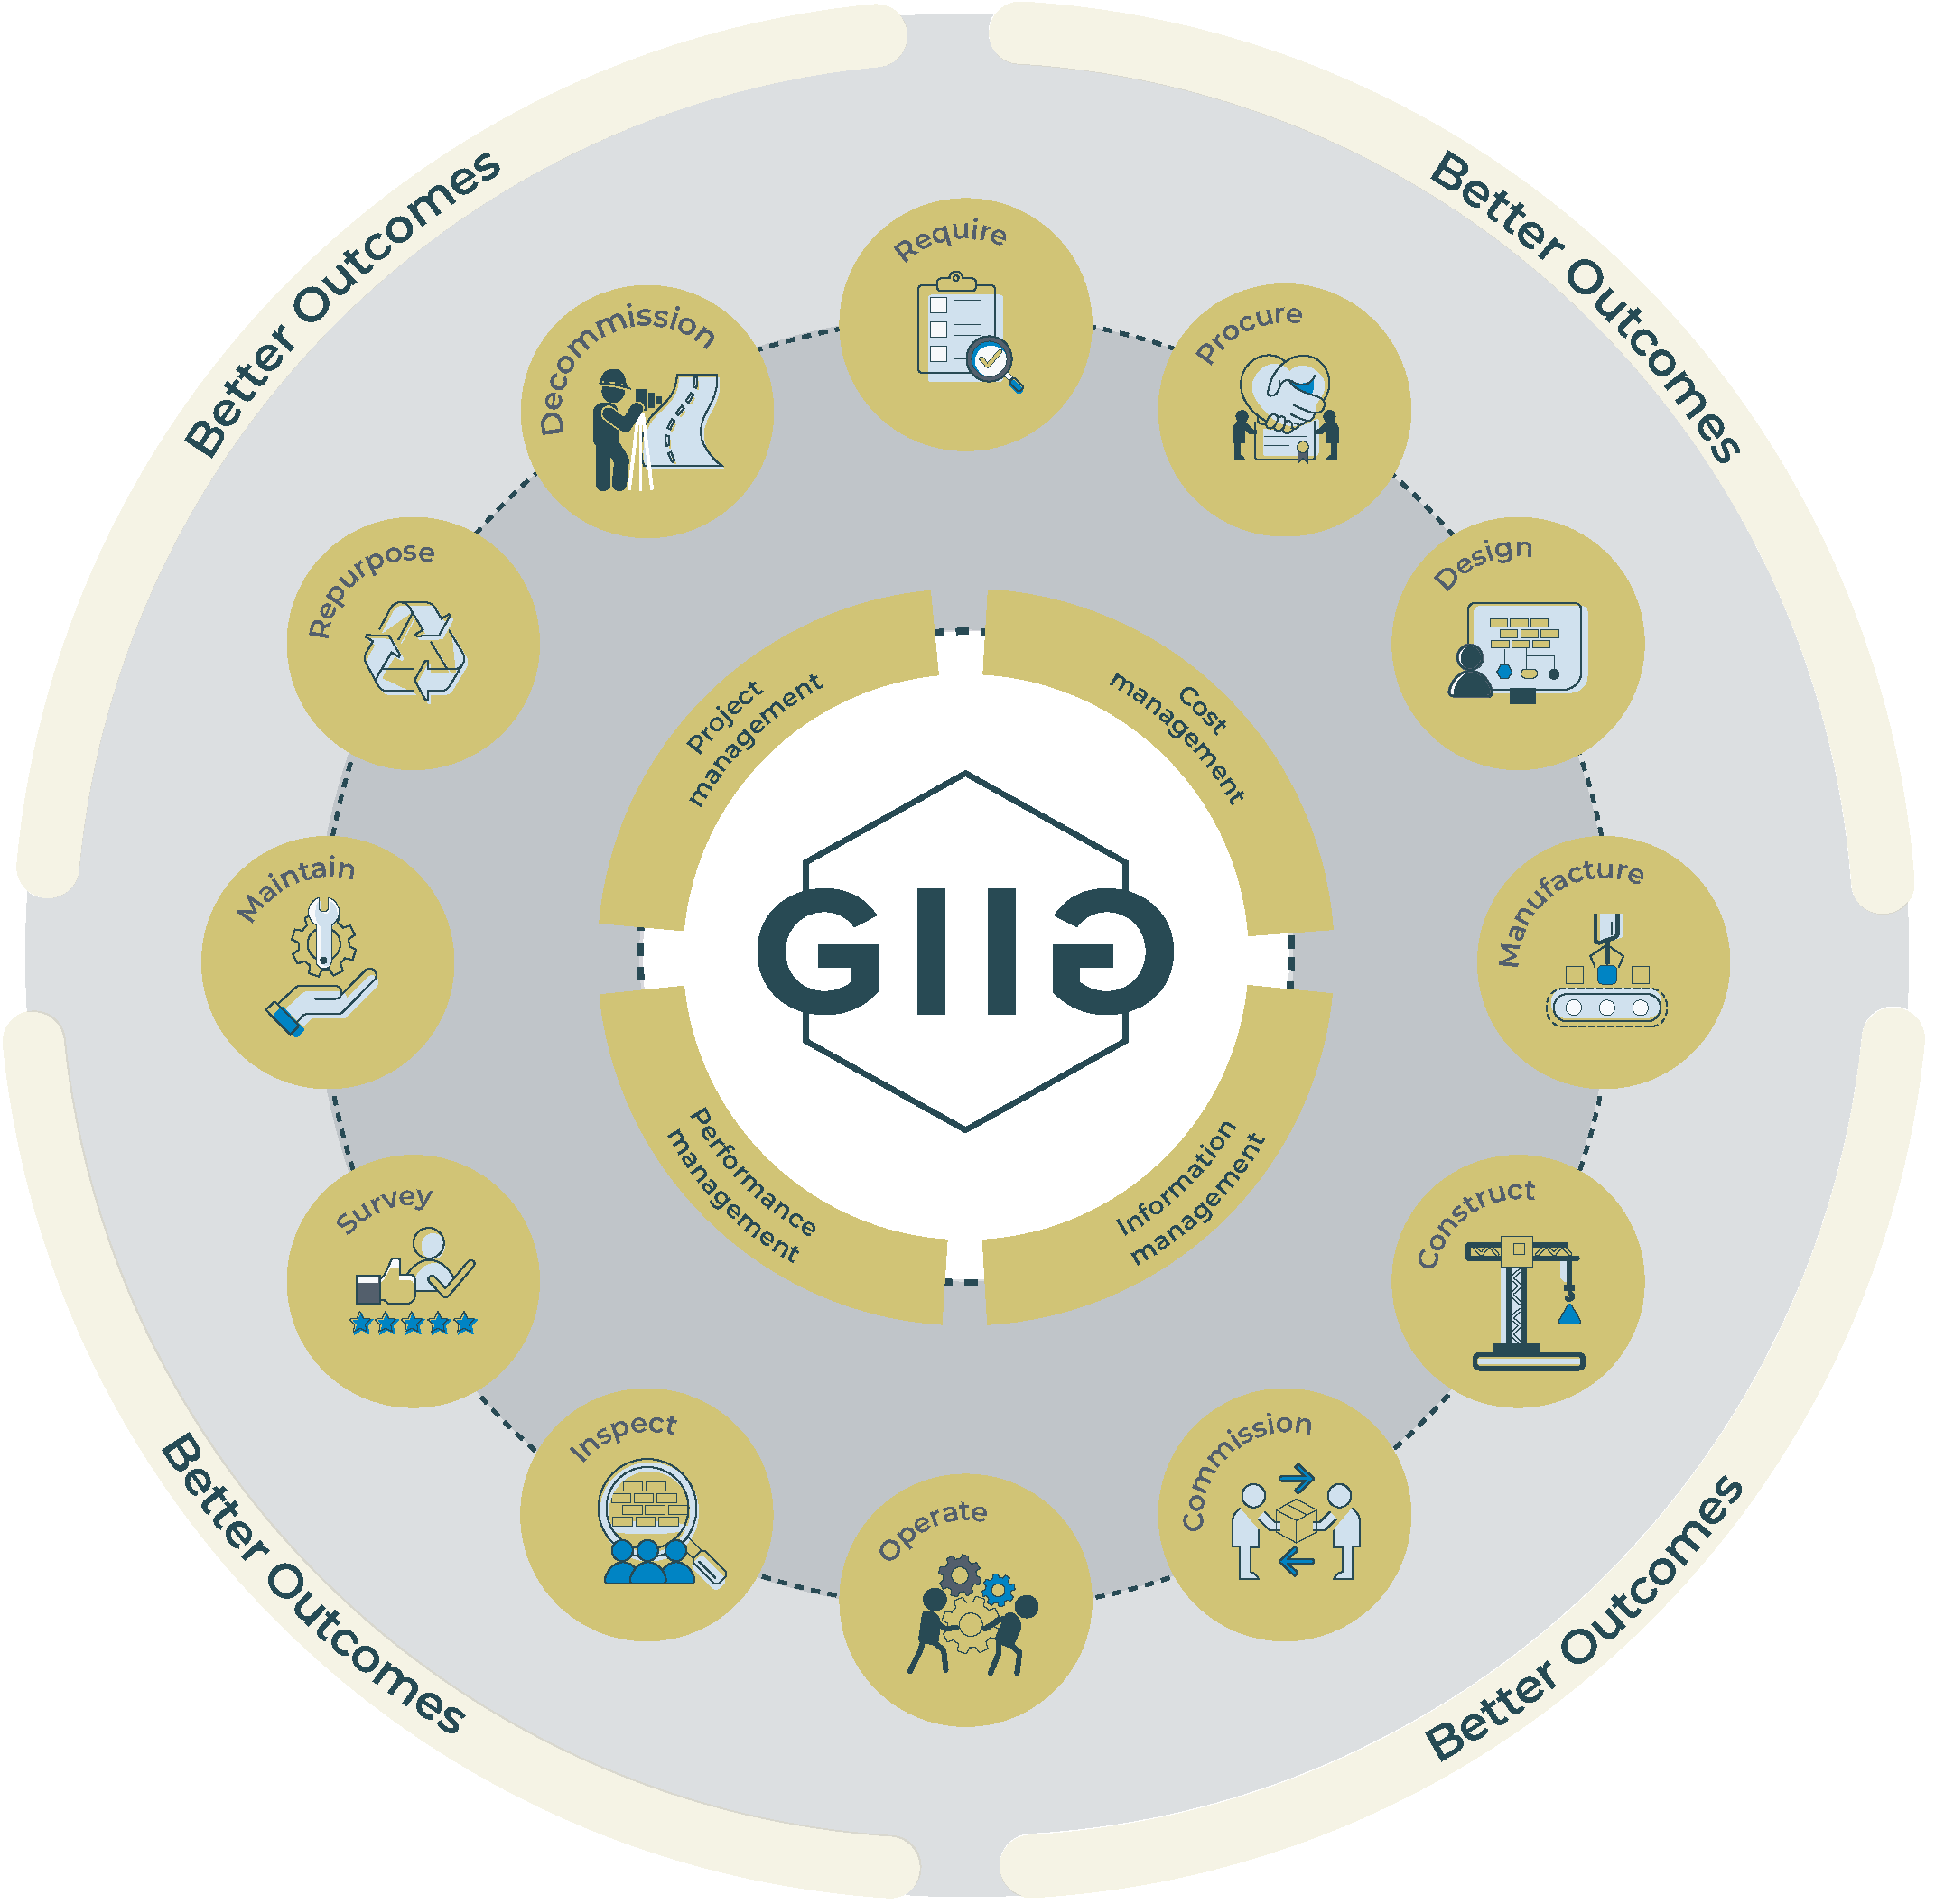 Better Outcomes
Better Outcomes
Require
Procure
Design
Manufacture
Construct
Commission
Operate
Inspect
Survey
Maintain
Repurpose
Decommission
Project
management
Cost
management
GIIG
Performance
management
Information
management
Better Outcomes
Better Outcomes